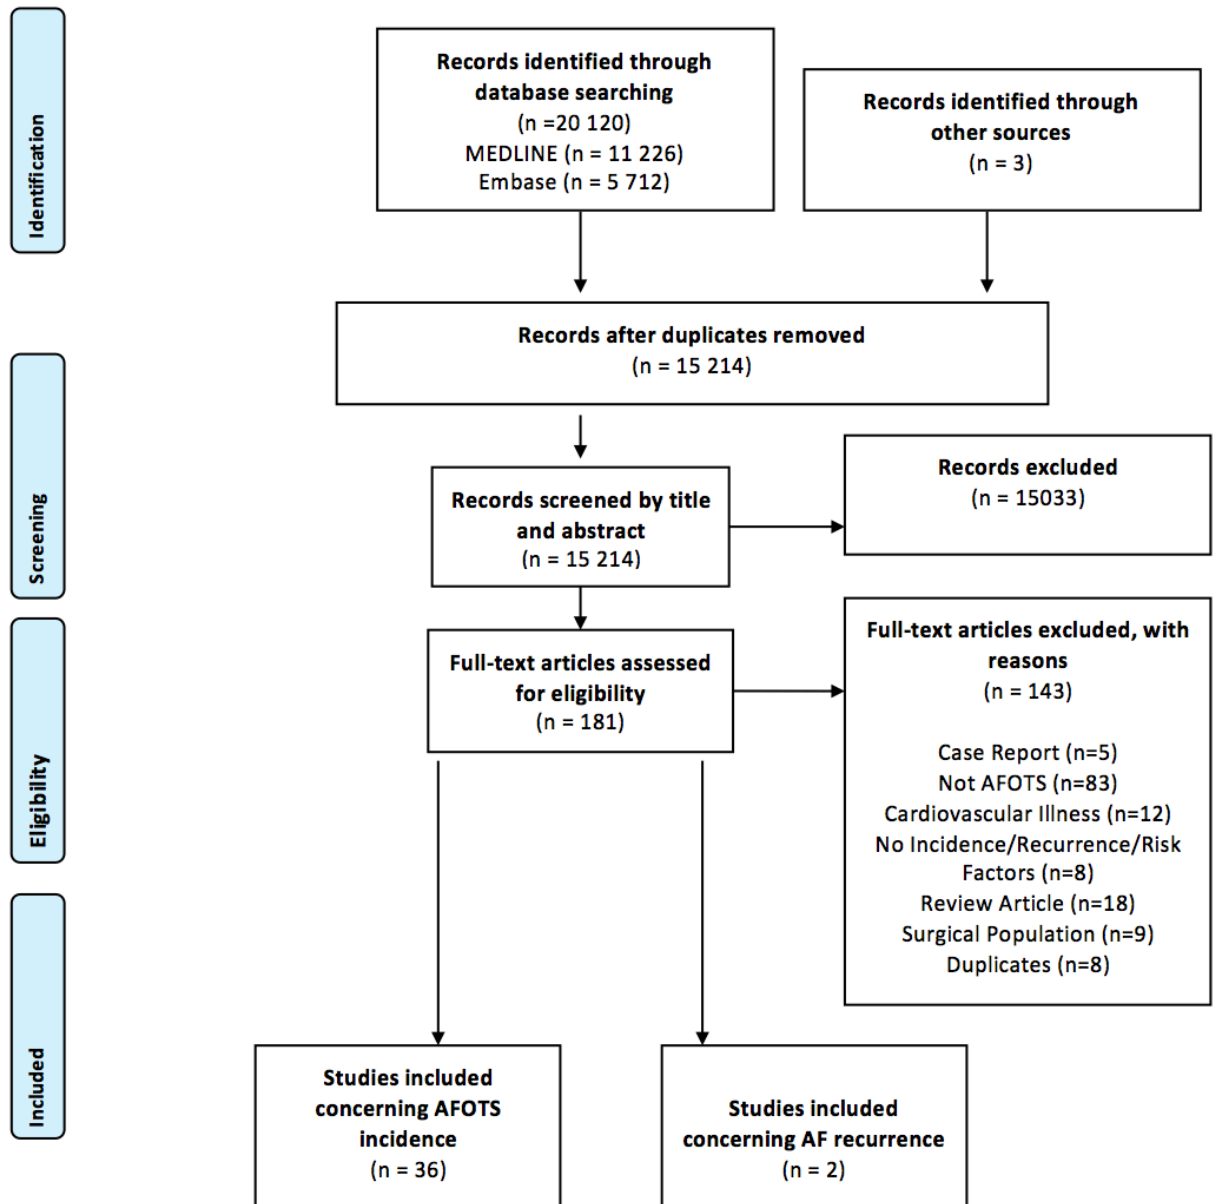 Identification
Records identified through
database searching
(n =20 120)
MEDLINE (n = 11 226)
Embase (n = 5 712)
Records identified through
other sources
(n = 3)
Records after duplicates removed
(n = 15 214)
Screening
Records screened by title
and abstract
(n = 15 214)
Records excluded
(n = 15033)
Eligibility
Full-text articles assessed
for eligibility
(n = 181)
Full-text articles excluded, with
reasons
(n = 143)
Case Report (n=5)
Not AFOTS (n=83)
Cardiovascular Illness (n=12)
No Incidence/Recurrence/Risk
Factors (n=8)
Review Article (n=18)
Surgical Population (n=9)
Duplicates (n=8)
Included
Studies included
concerning AFOTS
incidence
(n = 36)
Studies included
concerning AF recurrence
(n = 2)